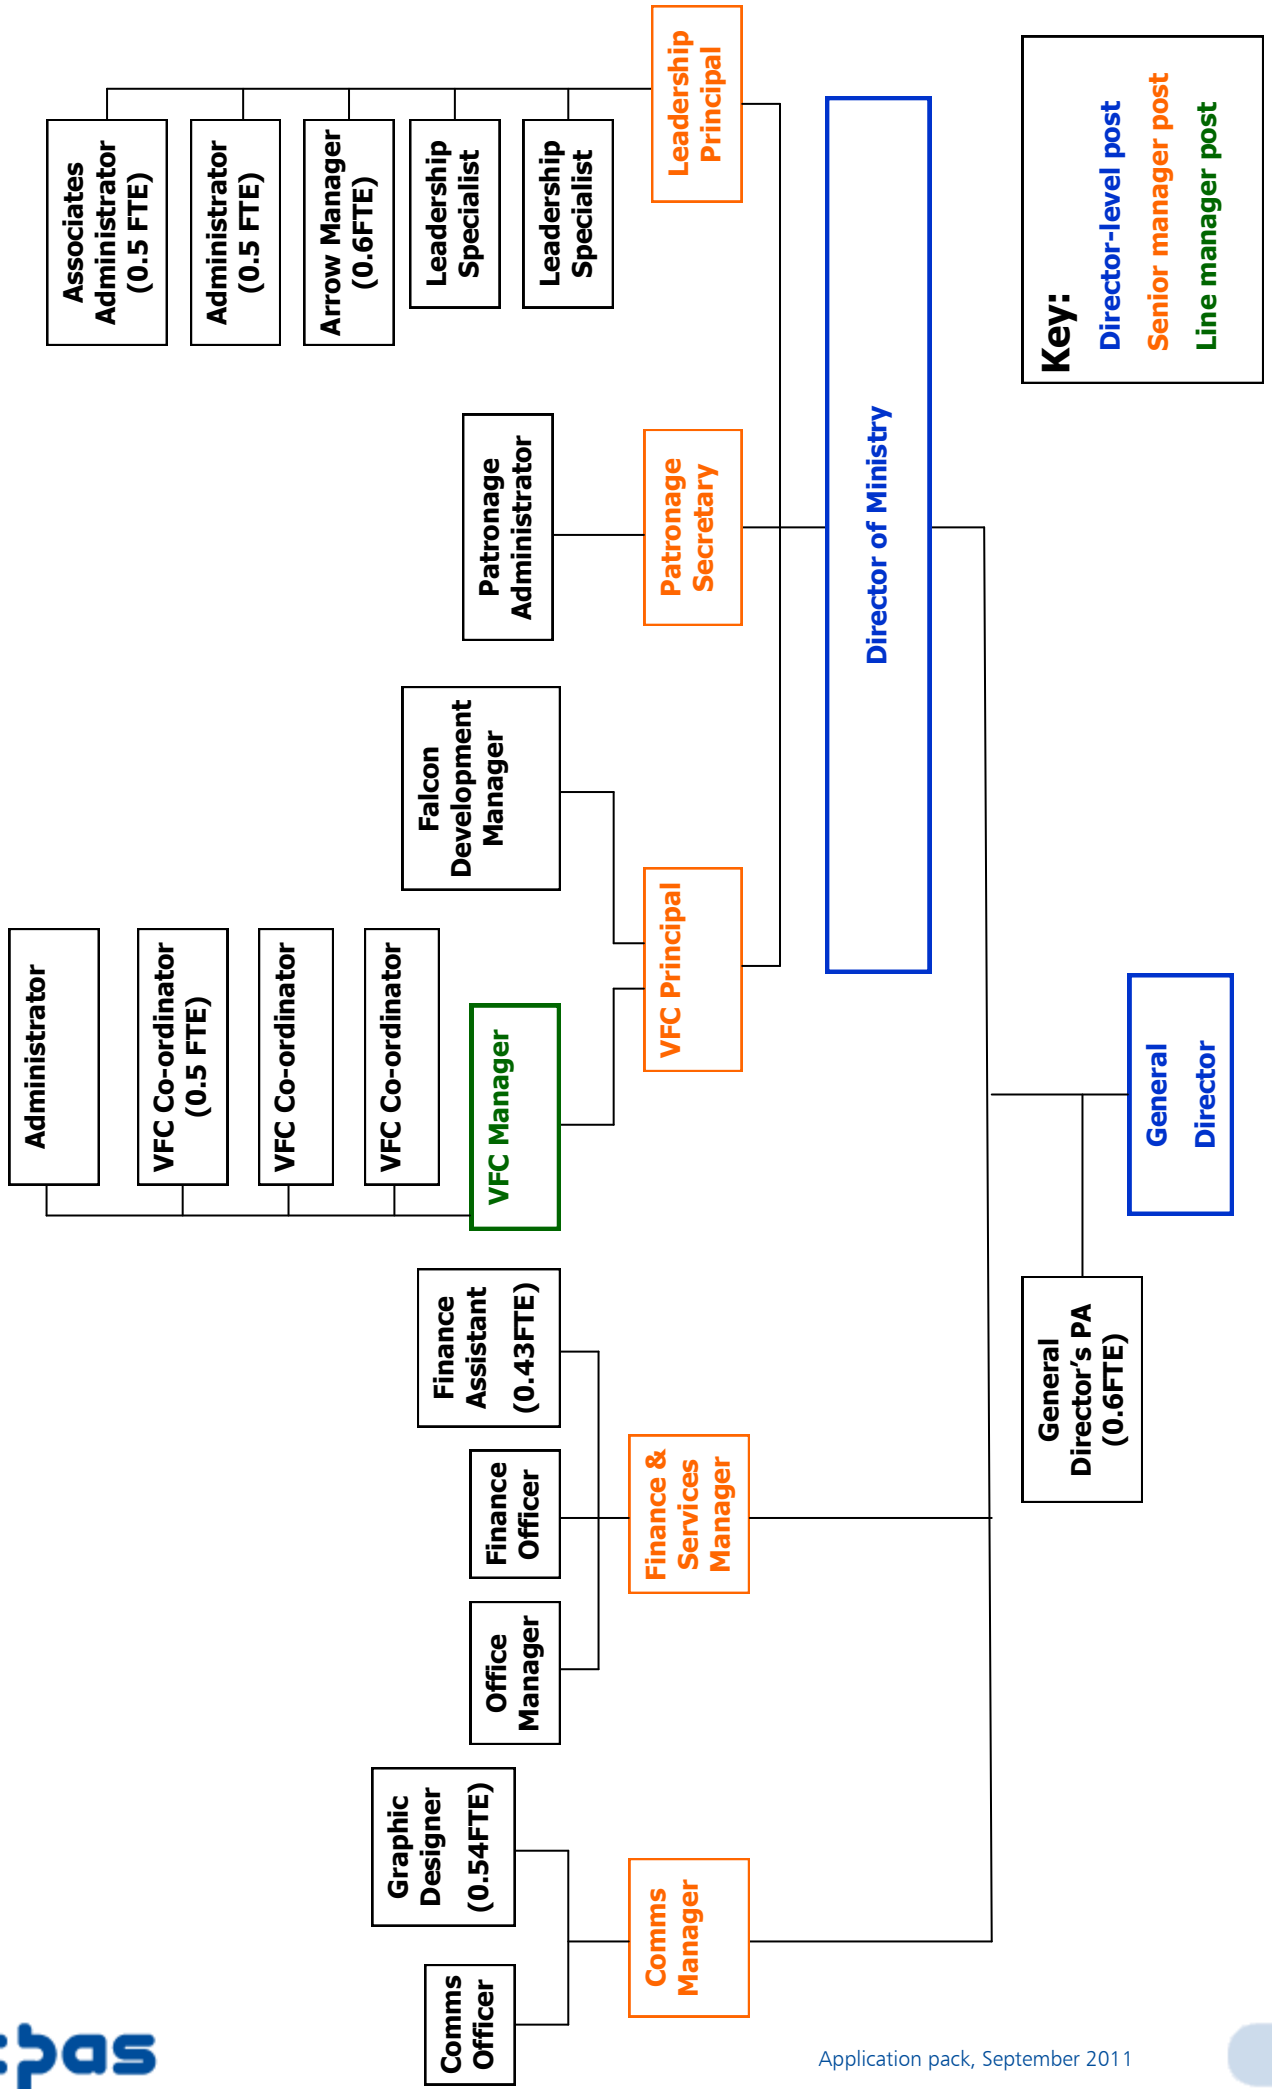 General
Director
General
Director's PA
(0.6FTE)
Director of Ministry
Comms
Manager
Finance &
Services
Manager
VFC Principal
Patronage
Secretary
Leadership
Principal
Comms
Officer
Graphic
Designer
(0.54FTE)
Office
Manager
Finance
Officer
Finance
Assistant
(0.43FTE)
VFC Manager
VFC Co-ordinator
VFC Co-ordinator
VFC Co-ordinator
(0.5 FTE)
Administrator
Falcon
Development
Manager
Patronage
Administrator
Associates
Administrator
(0.5 FTE)
Administrator
(0.5 FTE)
Arrow Manager
(0.6FTE)
Leadership
Specialist
Leadership
Specialist
Key:
Director-level post
Senior manager post
Line manager post
Application pack, September 2011